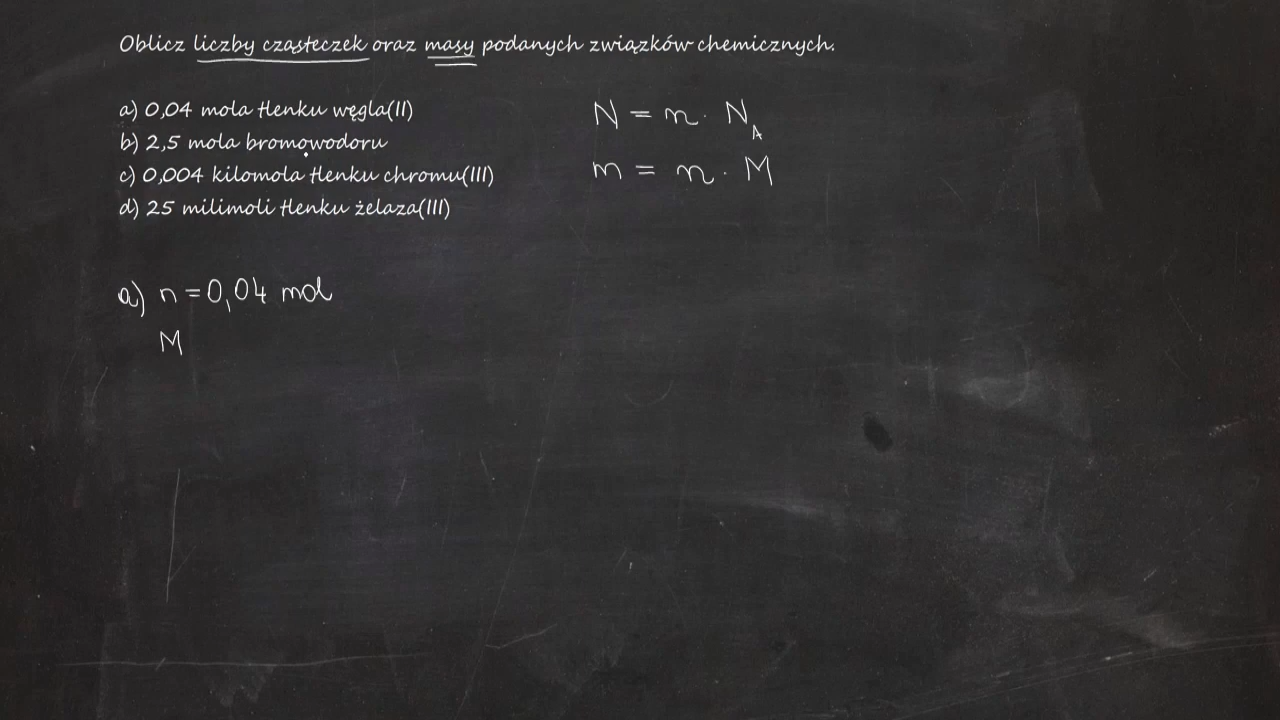 Oblicz liczby cząsteczek oraz masy podanych związków chemicznych.
a) 0,04 mola tlenku węgla(II)
b) 2,5 mola bromowodoru
c) 0,004 kilomola tlenku chromu(III)
d) 25 milimoli tlenku żelaza(III)
N = n · N_A
m = n · M
a) n = 0,04 mol
M